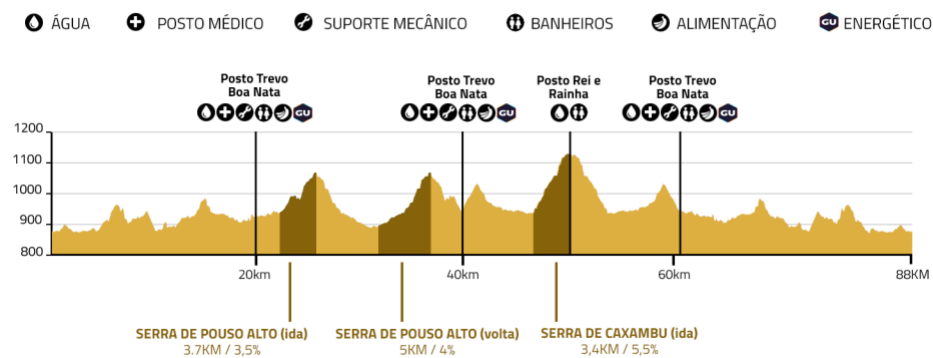 ÁGUA POSTO MÉDICO SUPORTE MECÂNICO BANHEIROS ALIMENTAÇÃO GU ENERGÉTICO
Posto Trevo
Boa Nata
GU
Posto Trevo
Boa Nata
GU
Posto Rei e
Rainha
Posto Trevo
Boa Nata
GU
1200
1100
1000
900
800
20km 40km 60km 88KM
SERRA DE POUSO ALTO (ida)
3.7KM / 3,5%
SERRA DE POUSO ALTO (volta)
5KM / 4%
SERRA DE CAXAMBU (ida)
3,4KM / 5,5%